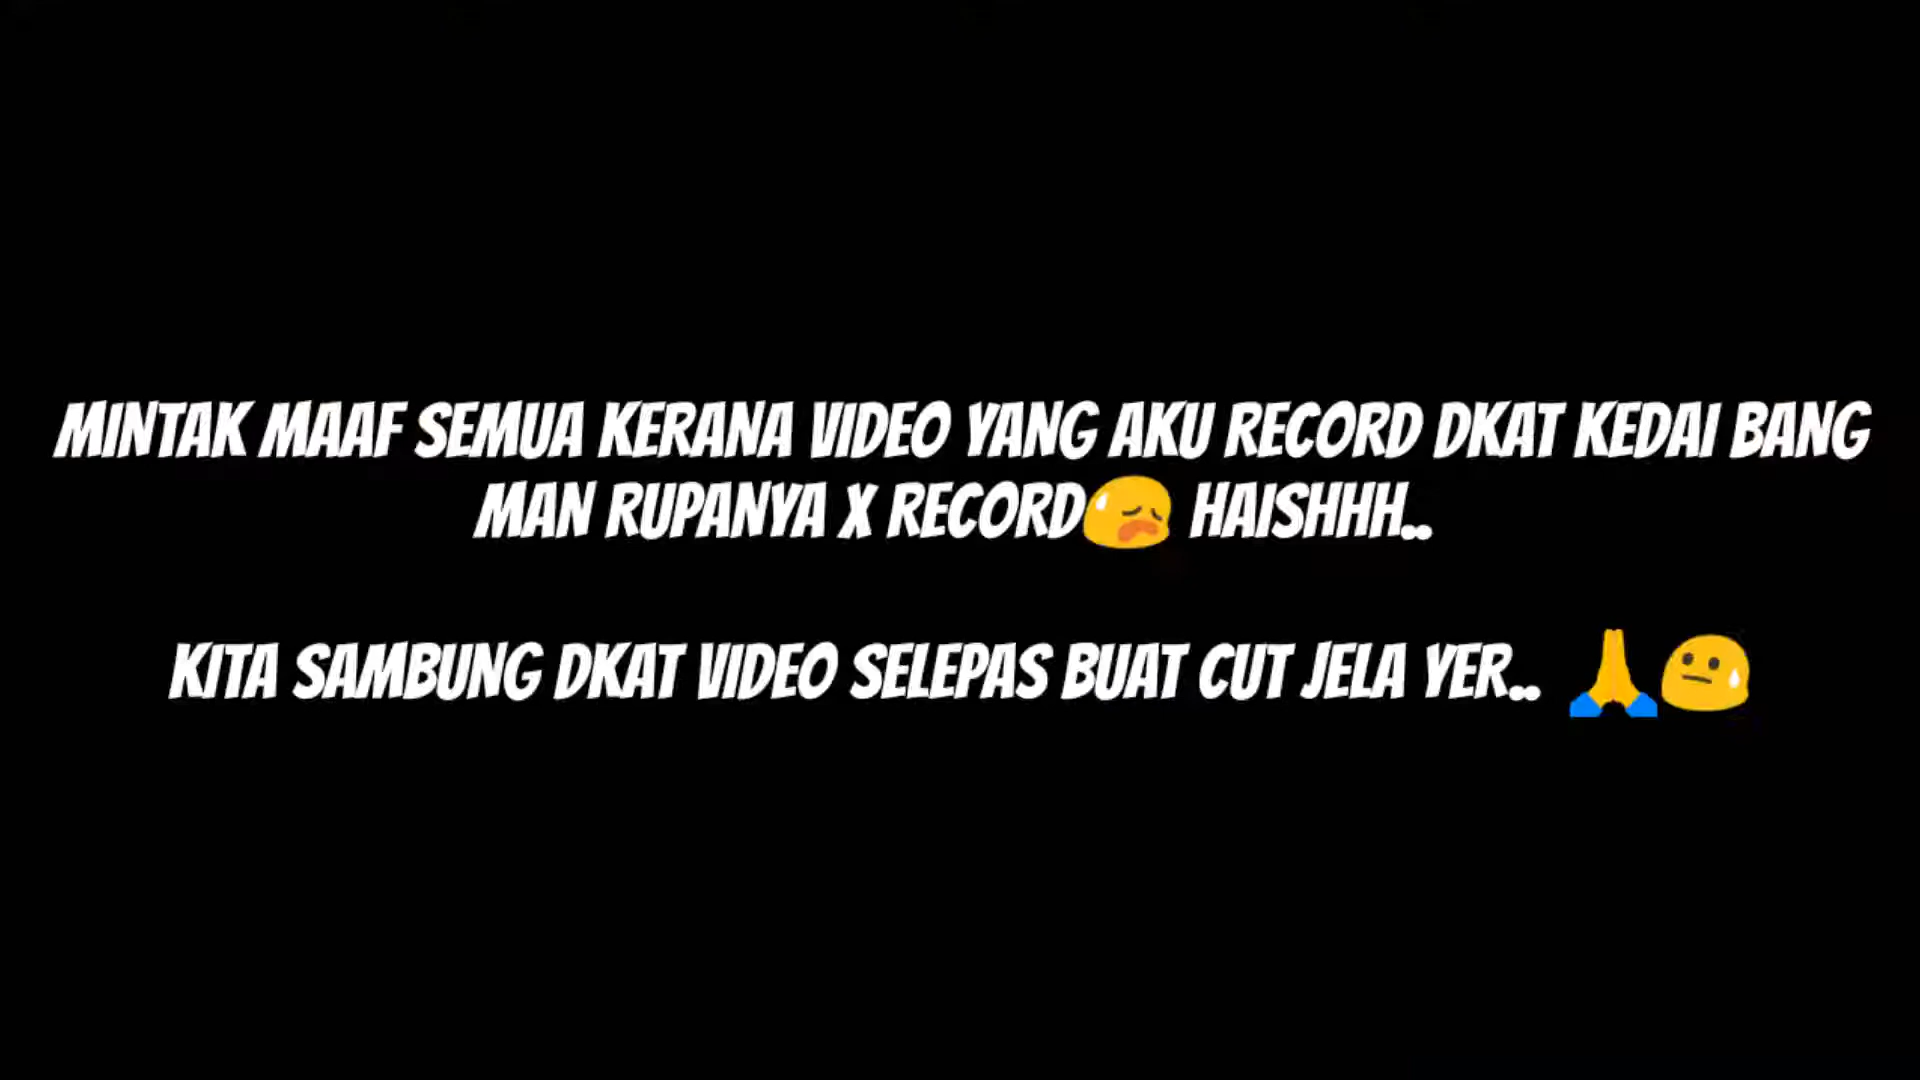 MINTAK MAAF SEMUA KERANA VIDEO YANG AKU RECORD DKAT KEDAI BANG
MAN RUPANYA X RECORD😩 HAISHHH..
KITA SAMBUNG DKAT VIDEO SELEPAS BUAT CUT JELA YER.. 🙏😓